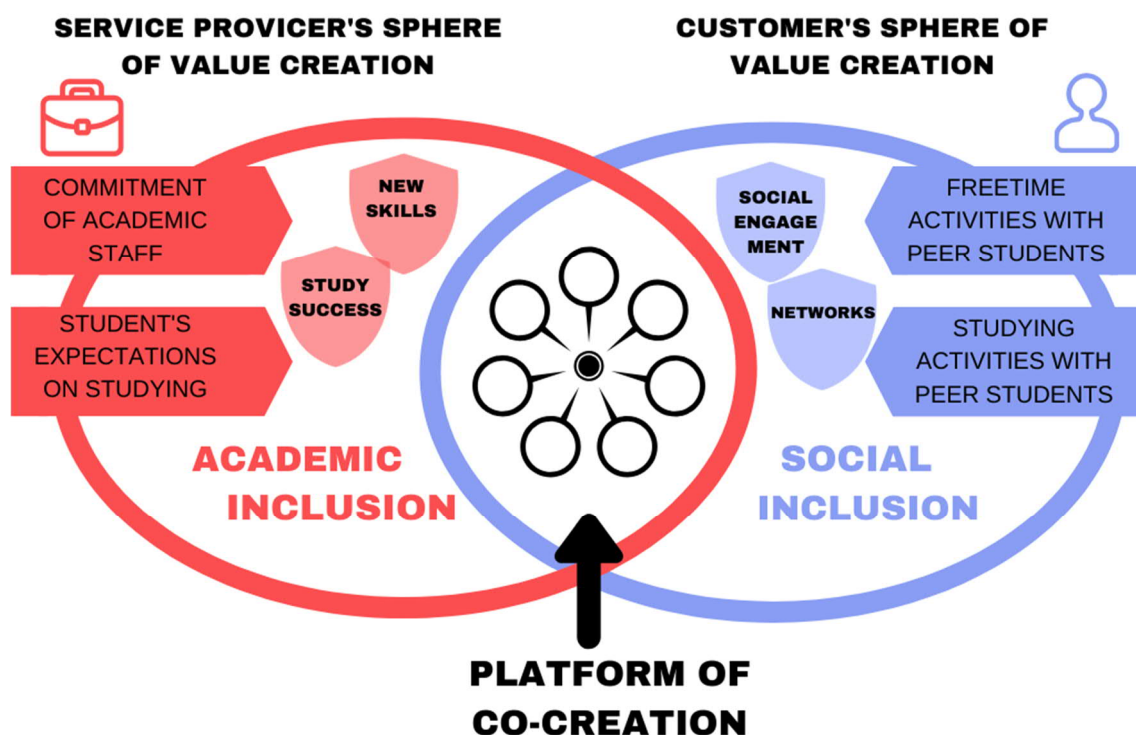 SERVICE PROVIDER'S SPHERE
OF VALUE CREATION
CUSTOMER'S SPHERE OF
VALUE CREATION
COMMITMENT
OF ACADEMIC
STAFF
STUDENT'S
EXPECTATIONS
ON STUDYING
NEW
SKILLS
STUDY
SUCCESS
ACADEMIC
INCLUSION
SOCIAL
ENGAGE
MENT
NETWORKS
FREETIME
ACTIVITIES WITH
PEER STUDENTS
STUDYING
ACTIVITIES WITH
PEER STUDENTS
SOCIAL
INCLUSION
PLATFORM OF
CO-CREATION